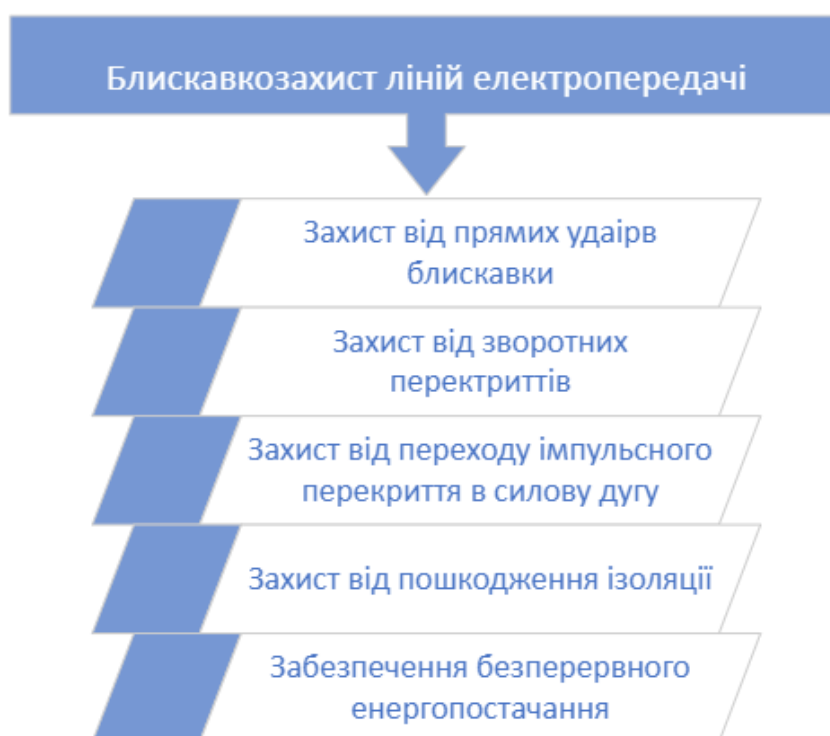 Блискавкозахист ліній електропередачі
Захист від прямих удаірв
блискавки
Захист від зворотних
перектриттів
Захист від переходу імпульсного
перекриття в силову дугу
Захист від пошкодження ізоляції
Забезпечення безперервного
енергопостачання